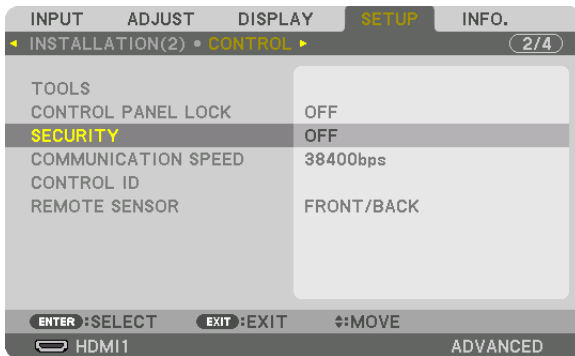 INPUT ADJUST DISPLAY SETUP INFO.
INSTALLATION(2) • CONTROL 2/4
TOOLS
CONTROL PANEL LOCK OFF
SECURITY OFF
COMMUNICATION SPEED 38400bps
CONTROL ID
REMOTE SENSOR FRONT/BACK
ENTER :SELECT EXIT :EXIT :MOVE
HDMI1 ADVANCED